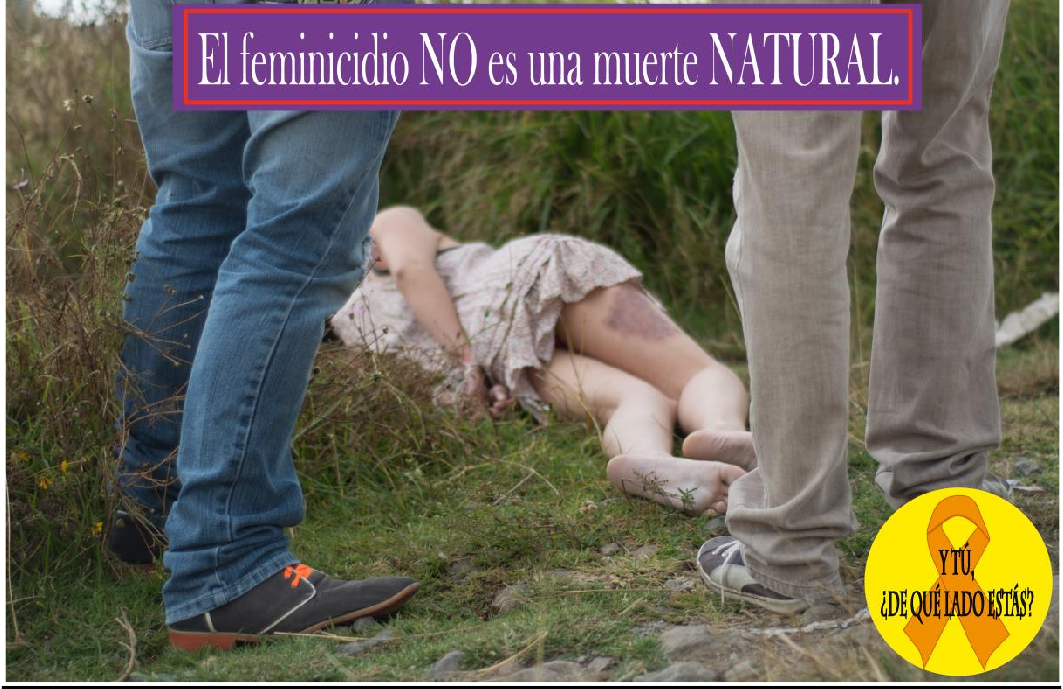 El feminicidio NO es una muerte NATURAL.
Y TÚ,
¿DE QUÉ LADO ESTÁS?